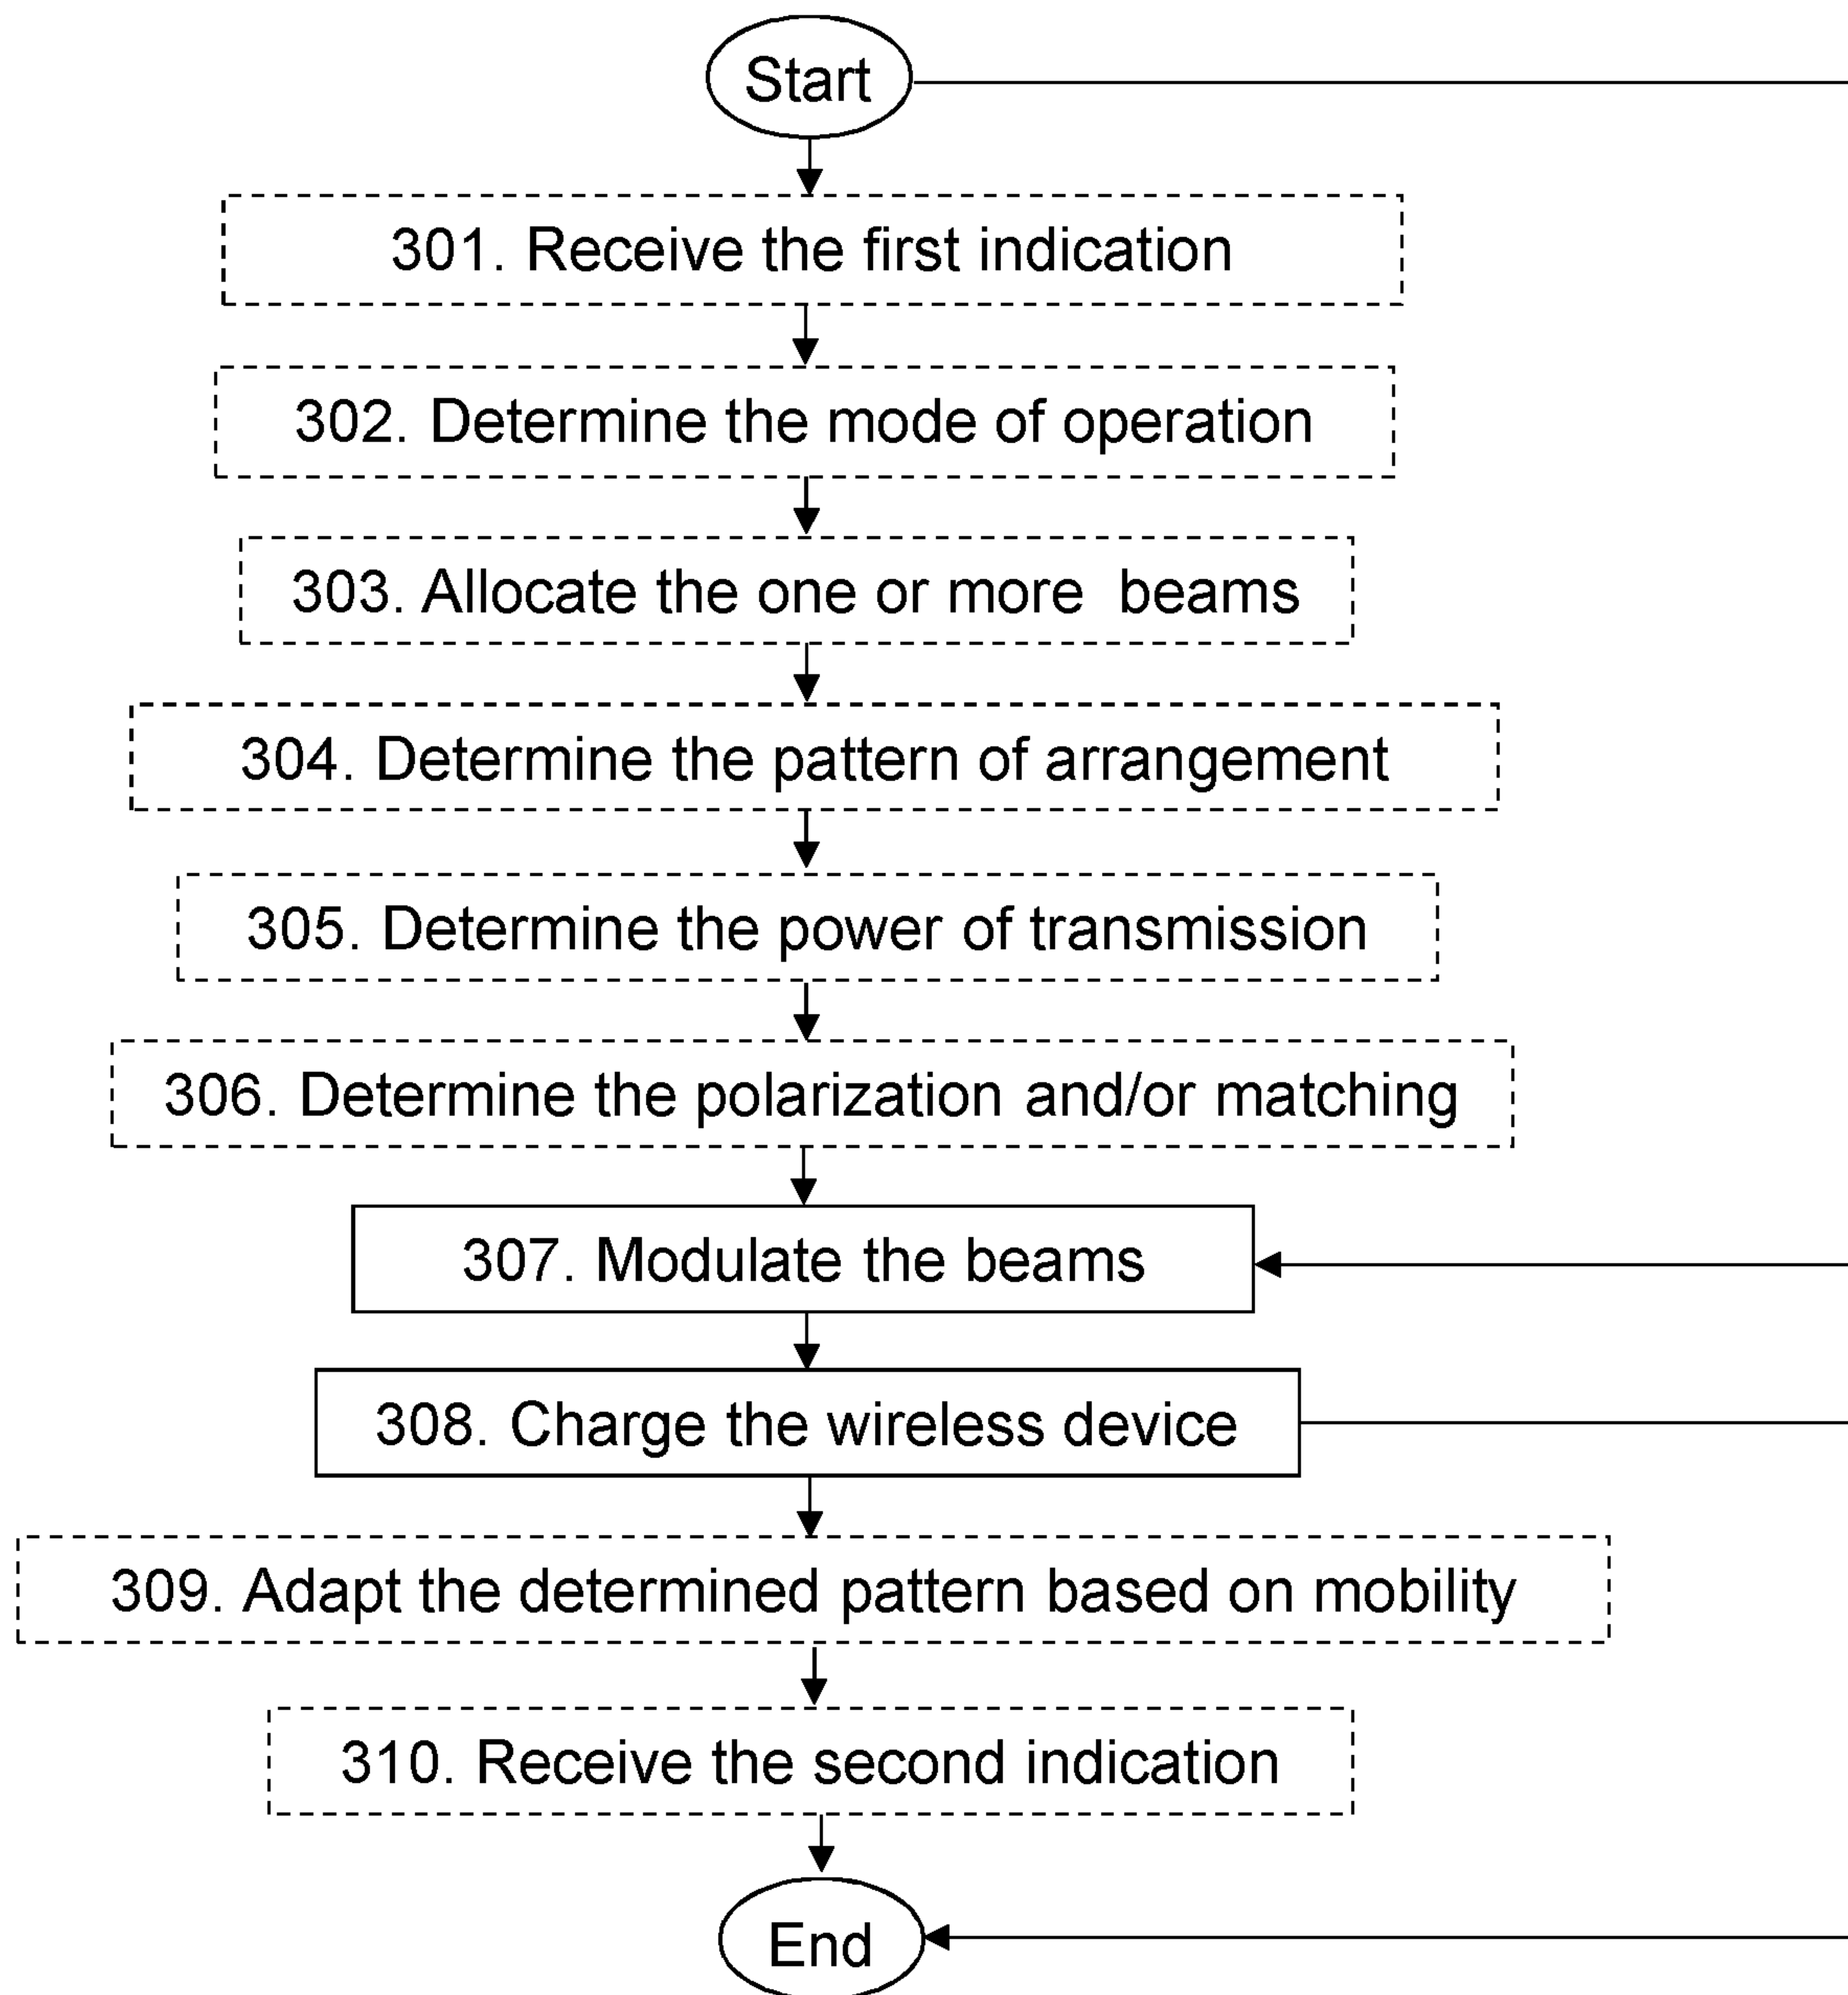 Start
301. Receive the first indication
302. Determine the mode of operation
303. Allocate the one or more beams
304. Determine the pattern of arrangement
305. Determine the power of transmission
306. Determine the polarization and/or matching
307. Modulate the beams
308. Charge the wireless device
309. Adapt the determined pattern based on mobility
310. Receive the second indication
End